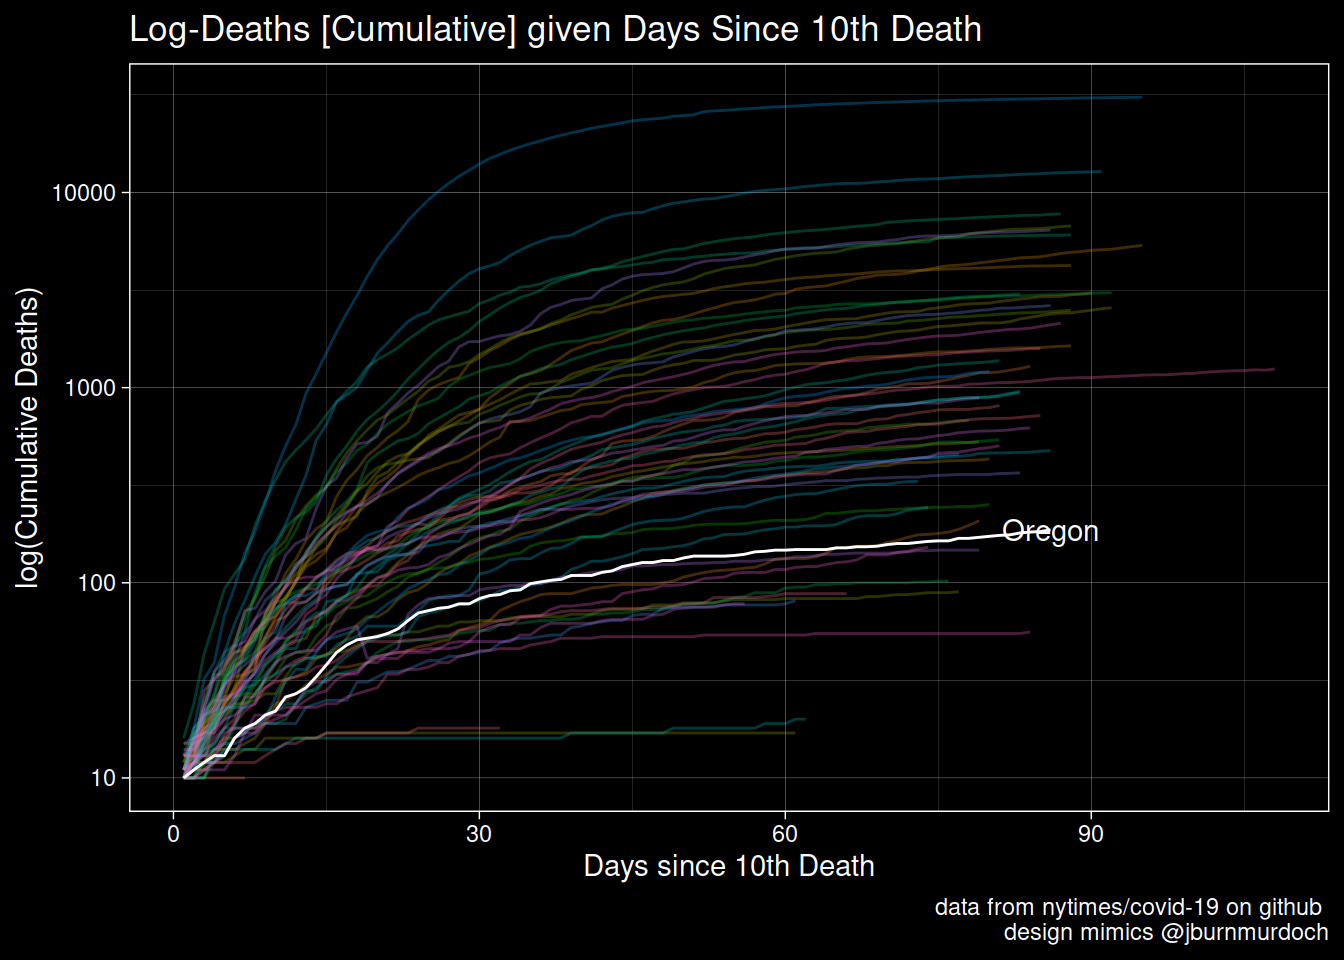 Log-Deaths [Cumulative] given Days Since 10th Death
log(Cumulative Deaths)
10000
1000
100
10
Oregon
0 30 60 90
Days since 10th Death
data from nytimes/covid-19 on github
design mimics @jburnmurdoch